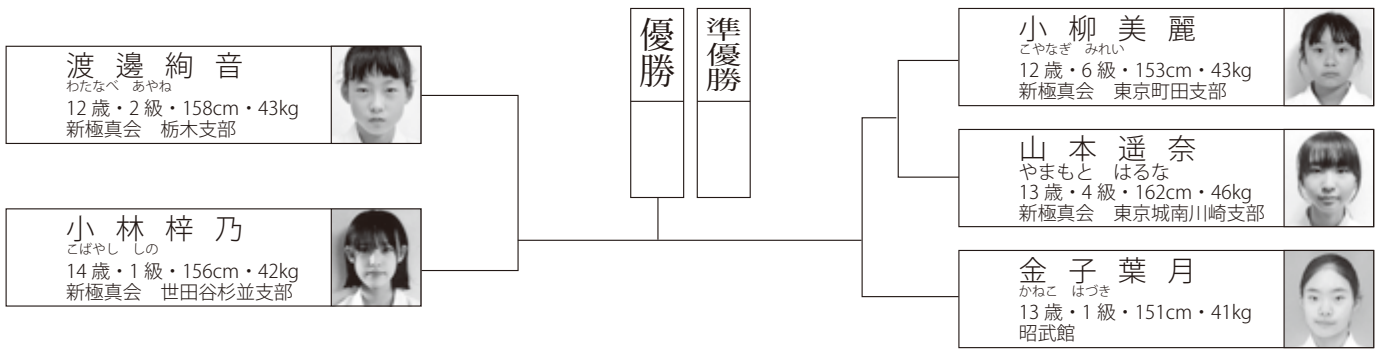 渡邊絢音
わたなべ　あやね
12歳・2級・158cm・43kg
新極真会　栃木支部
小林梓乃
こばやし　しの
14歳・1級・156cm・42kg
新極真会　世田谷杉並支部
優勝
準優勝
小柳美麗
こやなぎ　みれい
12歳・6級・153cm・43kg
新極真会　東京町田支部
山本遥奈
やまもと　はるな
13歳・4級・162cm・46kg
新極真会　東京城南川崎支部
金子葉月
かねこ　はづき
13歳・1級・151cm・41kg
昭武館